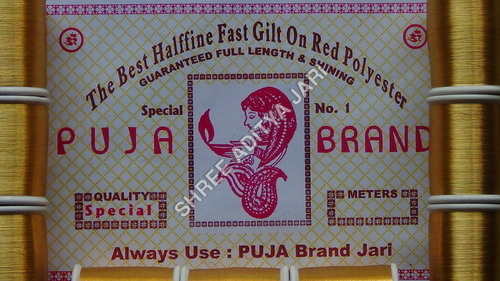 The Best Halffine Fast Gilt On Red Polyester
GUARANTEED FULL LENGTH & SHINING
Special No. 1
PUJA BRAND
QUALITY
Special
METERS
Always Use : PUJA Brand Jari
SHREE ADITYA JARI